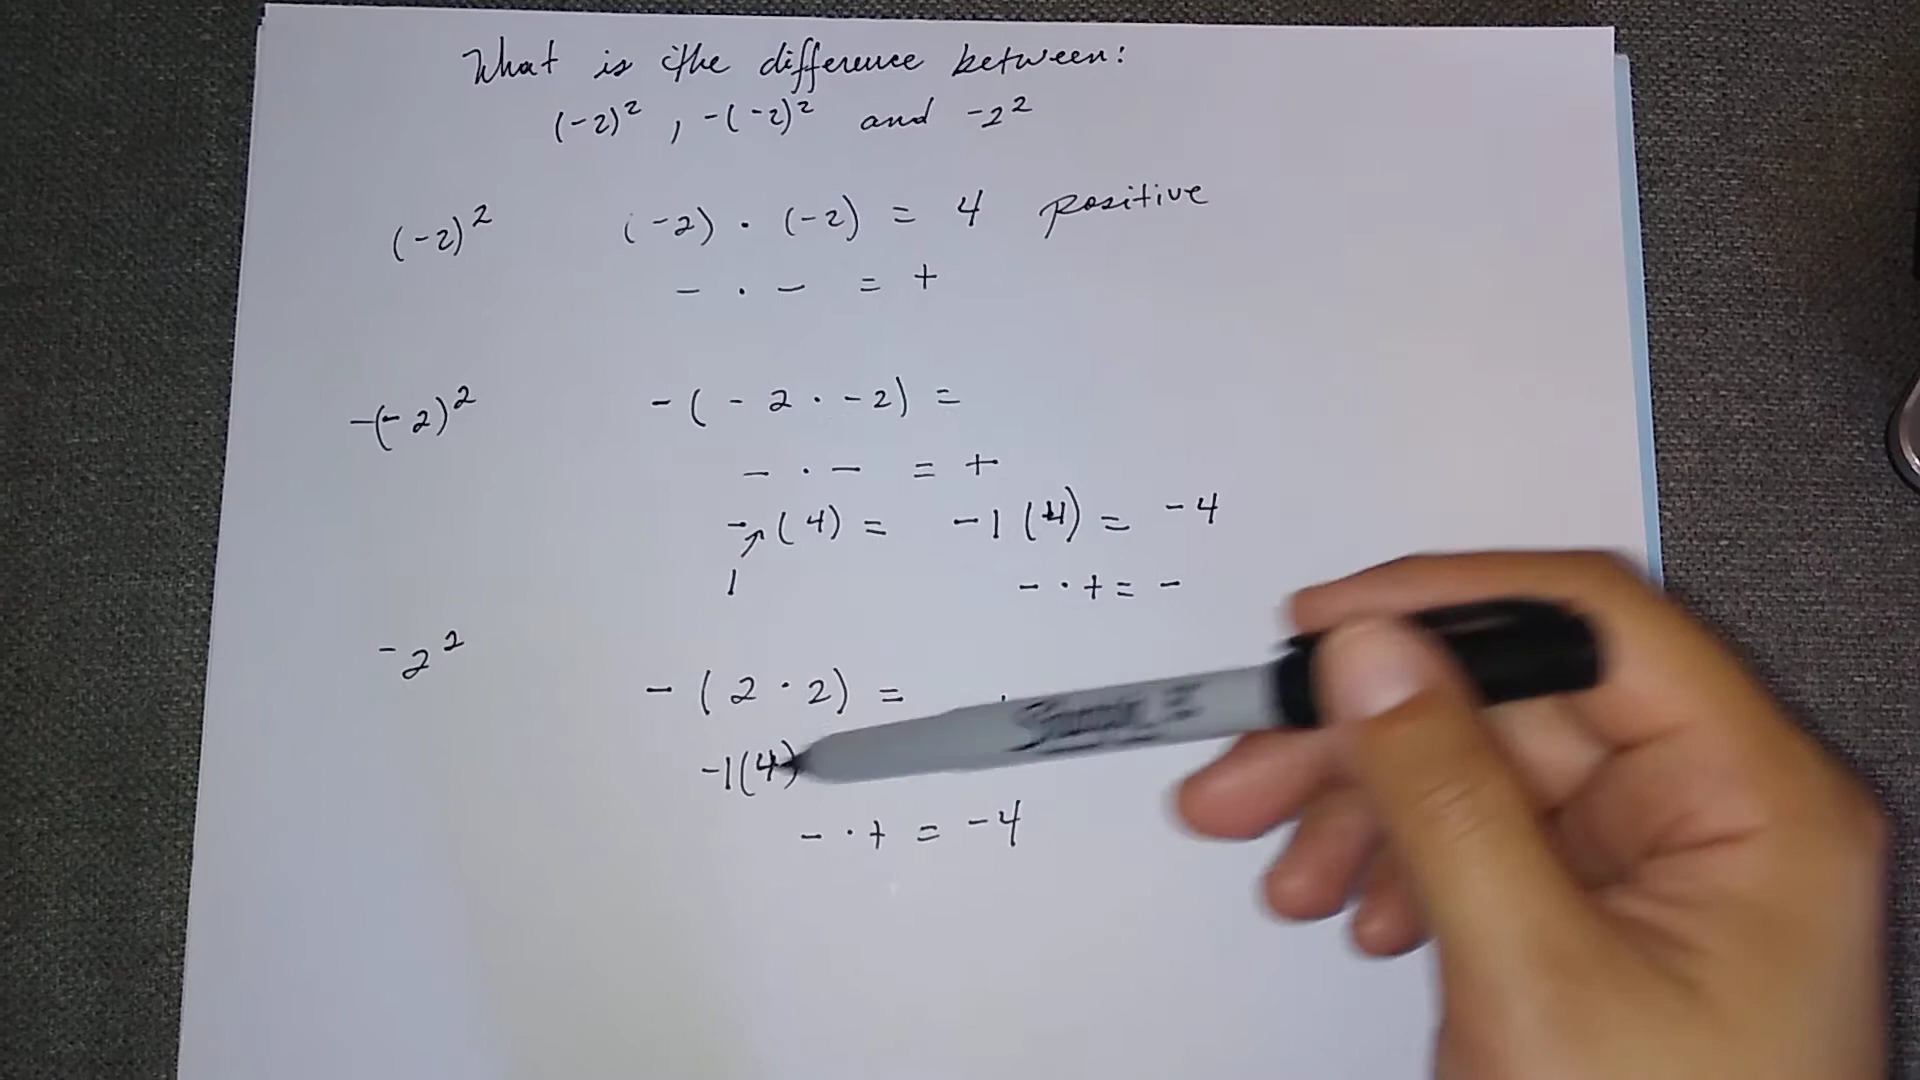 What is the difference between:
(-2)², -(-2)² and -2²
(-2)² (-2) · (-2) = 4 positive
- · - = +
-(-2)² -(-2 · -2) =
- · - = +
-(4) = -1(4) = -4
1 - · + = -
-2² -(2 · 2) =
-1(4)
- · + = -4